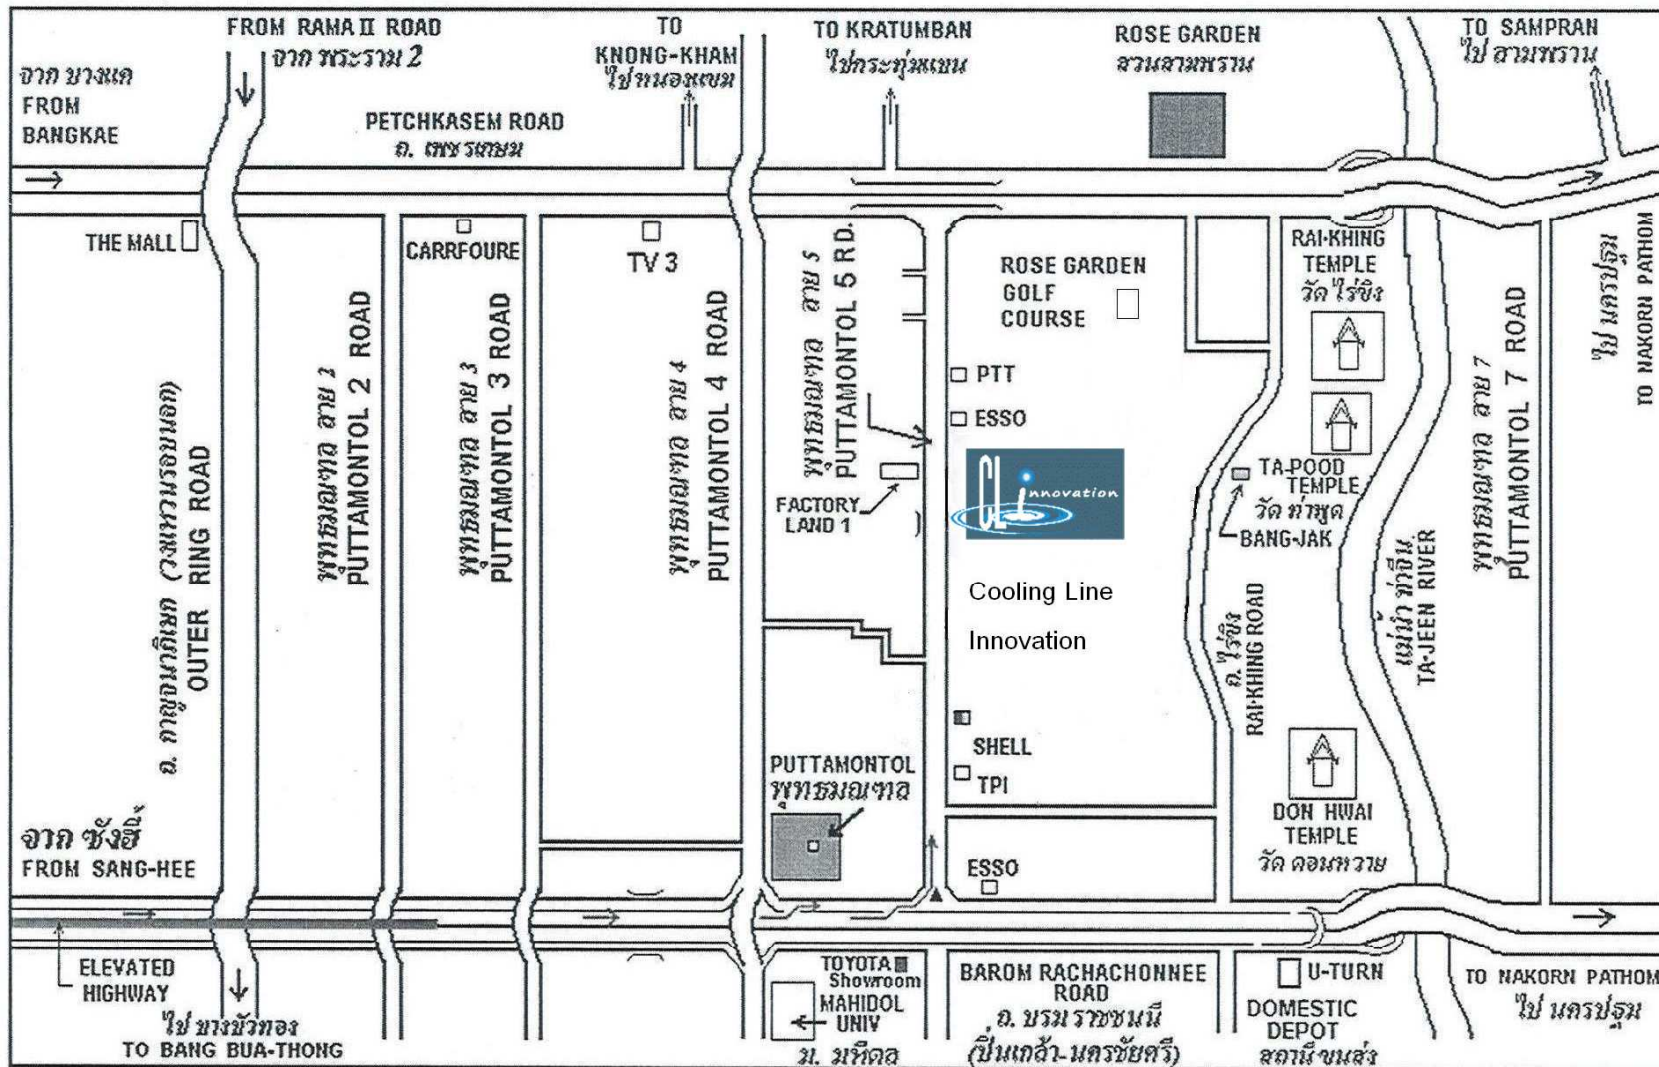 FROM RAMA II ROAD
จาก พระราม 2
TO
KNONG-KHAM
ไปหนองแขม
TO KRATUMBAN
ไปกระทุ่มแบน
ROSE GARDEN
สวนสามพราน
TO SAMPRAN
ไป สามพราน
จาก บางแค
FROM
BANGKAE
PETCHKASEM ROAD
ถ. เพชรเกษม
THE MALL
CARRFOURE
TV 3
ROSE GARDEN
GOLF
COURSE
RAI-KHING
TEMPLE
วัด ไร่ขิง
ไป นครปฐม
TO NAKORN PATHOM
ถ. กาญจนาภิเษก (วงแหวนรอบนอก)
OUTER RING ROAD
พุทธมณฑล สาย 2
PUTTAMONTOL 2 ROAD
พุทธมณฑล สาย 3
PUTTAMONTOL 3 ROAD
พุทธมณฑล สาย 4
PUTTAMONTOL 4 ROAD
พุทธมณฑล สาย 5
PUTTAMONTOL 5 RD.
PTT
ESSO
FACTORY
LAND 1
CL innovation
Cooling Line
Innovation
TA-POOD
TEMPLE
วัด ท่าพูด
BANG-JAK
ถ. ไร่ขิง
RAI-KHING ROAD
แม่น้ำ ท่าจีน
TA-JEEN RIVER
พุทธมณฑล สาย 7
PUTTAMONTOL 7 ROAD
SHELL
TPI
PUTTAMONTOL
พุทธมณฑล
DON HWAI
TEMPLE
วัด ดอนหวาย
จาก ซังฮี้
FROM SANG-HEE
ESSO
ELEVATED
HIGHWAY
ไป บางบัวทอง
TO BANG BUA-THONG
TOYOTA
Showroom
MAHIDOL
UNIV
ม. มหิดล
BAROM RACHACHONNEE
ROAD
ถ. บรมราชชนนี
(ปิ่นเกล้า-นครชัยศรี)
U-TURN
DOMESTIC
DEPOT
สถานีขนส่ง
TO NAKORN PATHOM
ไป นครปฐม